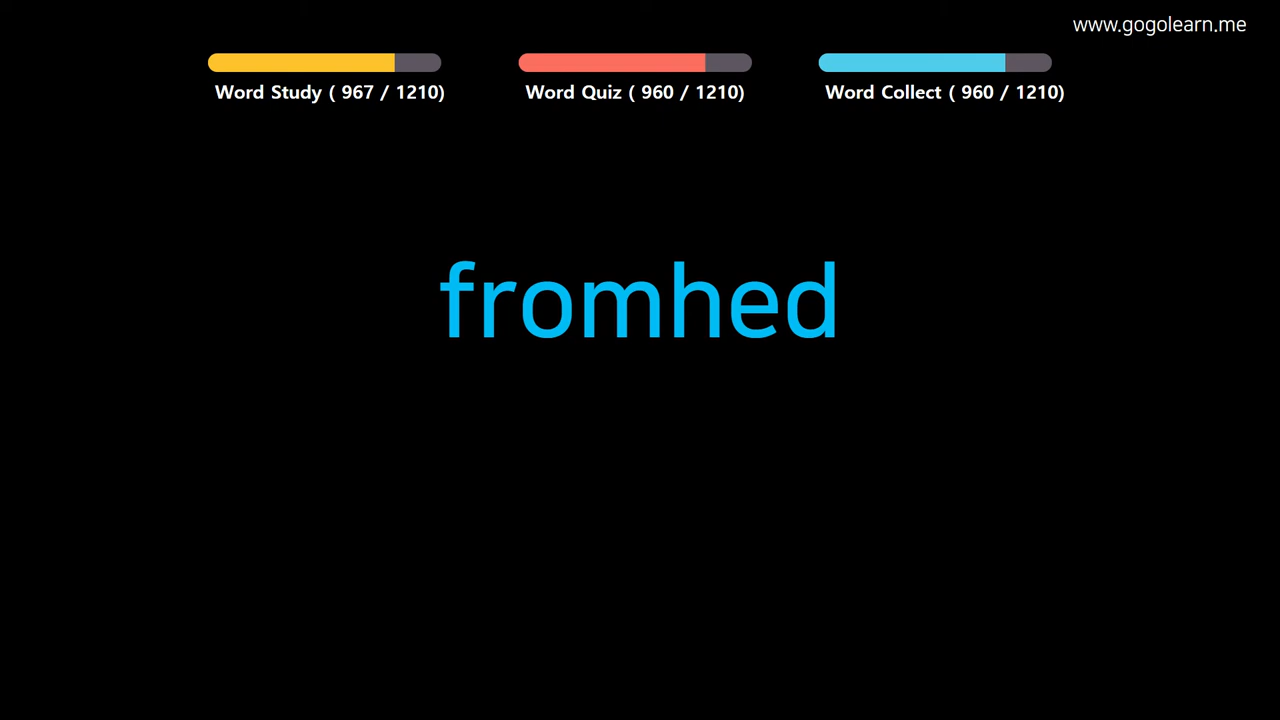 www.gogolearn.me
Word Study ( 967 / 1210)
Word Quiz ( 960 / 1210)
Word Collect ( 960 / 1210)
fromhed